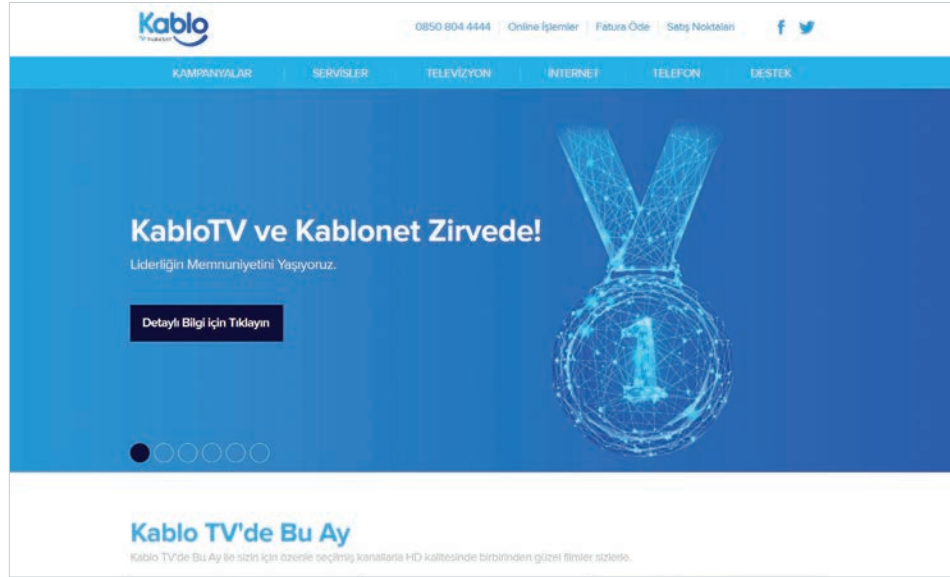 Kablo
0850 804 4444 Online İşlemler Fatura Öde Satış Noktaları
KAMPANYALAR SERVİSLER TELEVİZYON İNTERNET TELEFON DESTEK
KabloTV ve Kablonet Zirvede!
Liderliğin Memnuniyetini Yaşıyoruz.
Detaylı Bilgi için Tıklayın
1
Kablo TV'de Bu Ay
Kablo TV'de Bu Ay ile sizin için özenle seçilmiş kanallarla HD kalitesinde birbirinden güzel filmler sizlerle.